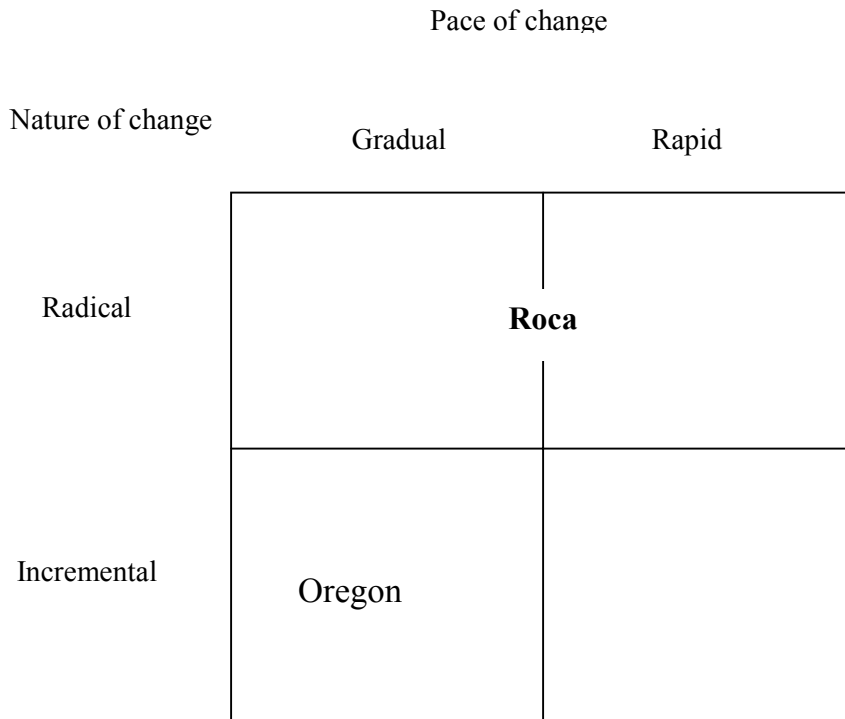 Pace of change
Nature of change
Gradual Rapid
Radical
Roca
Incremental
Oregon